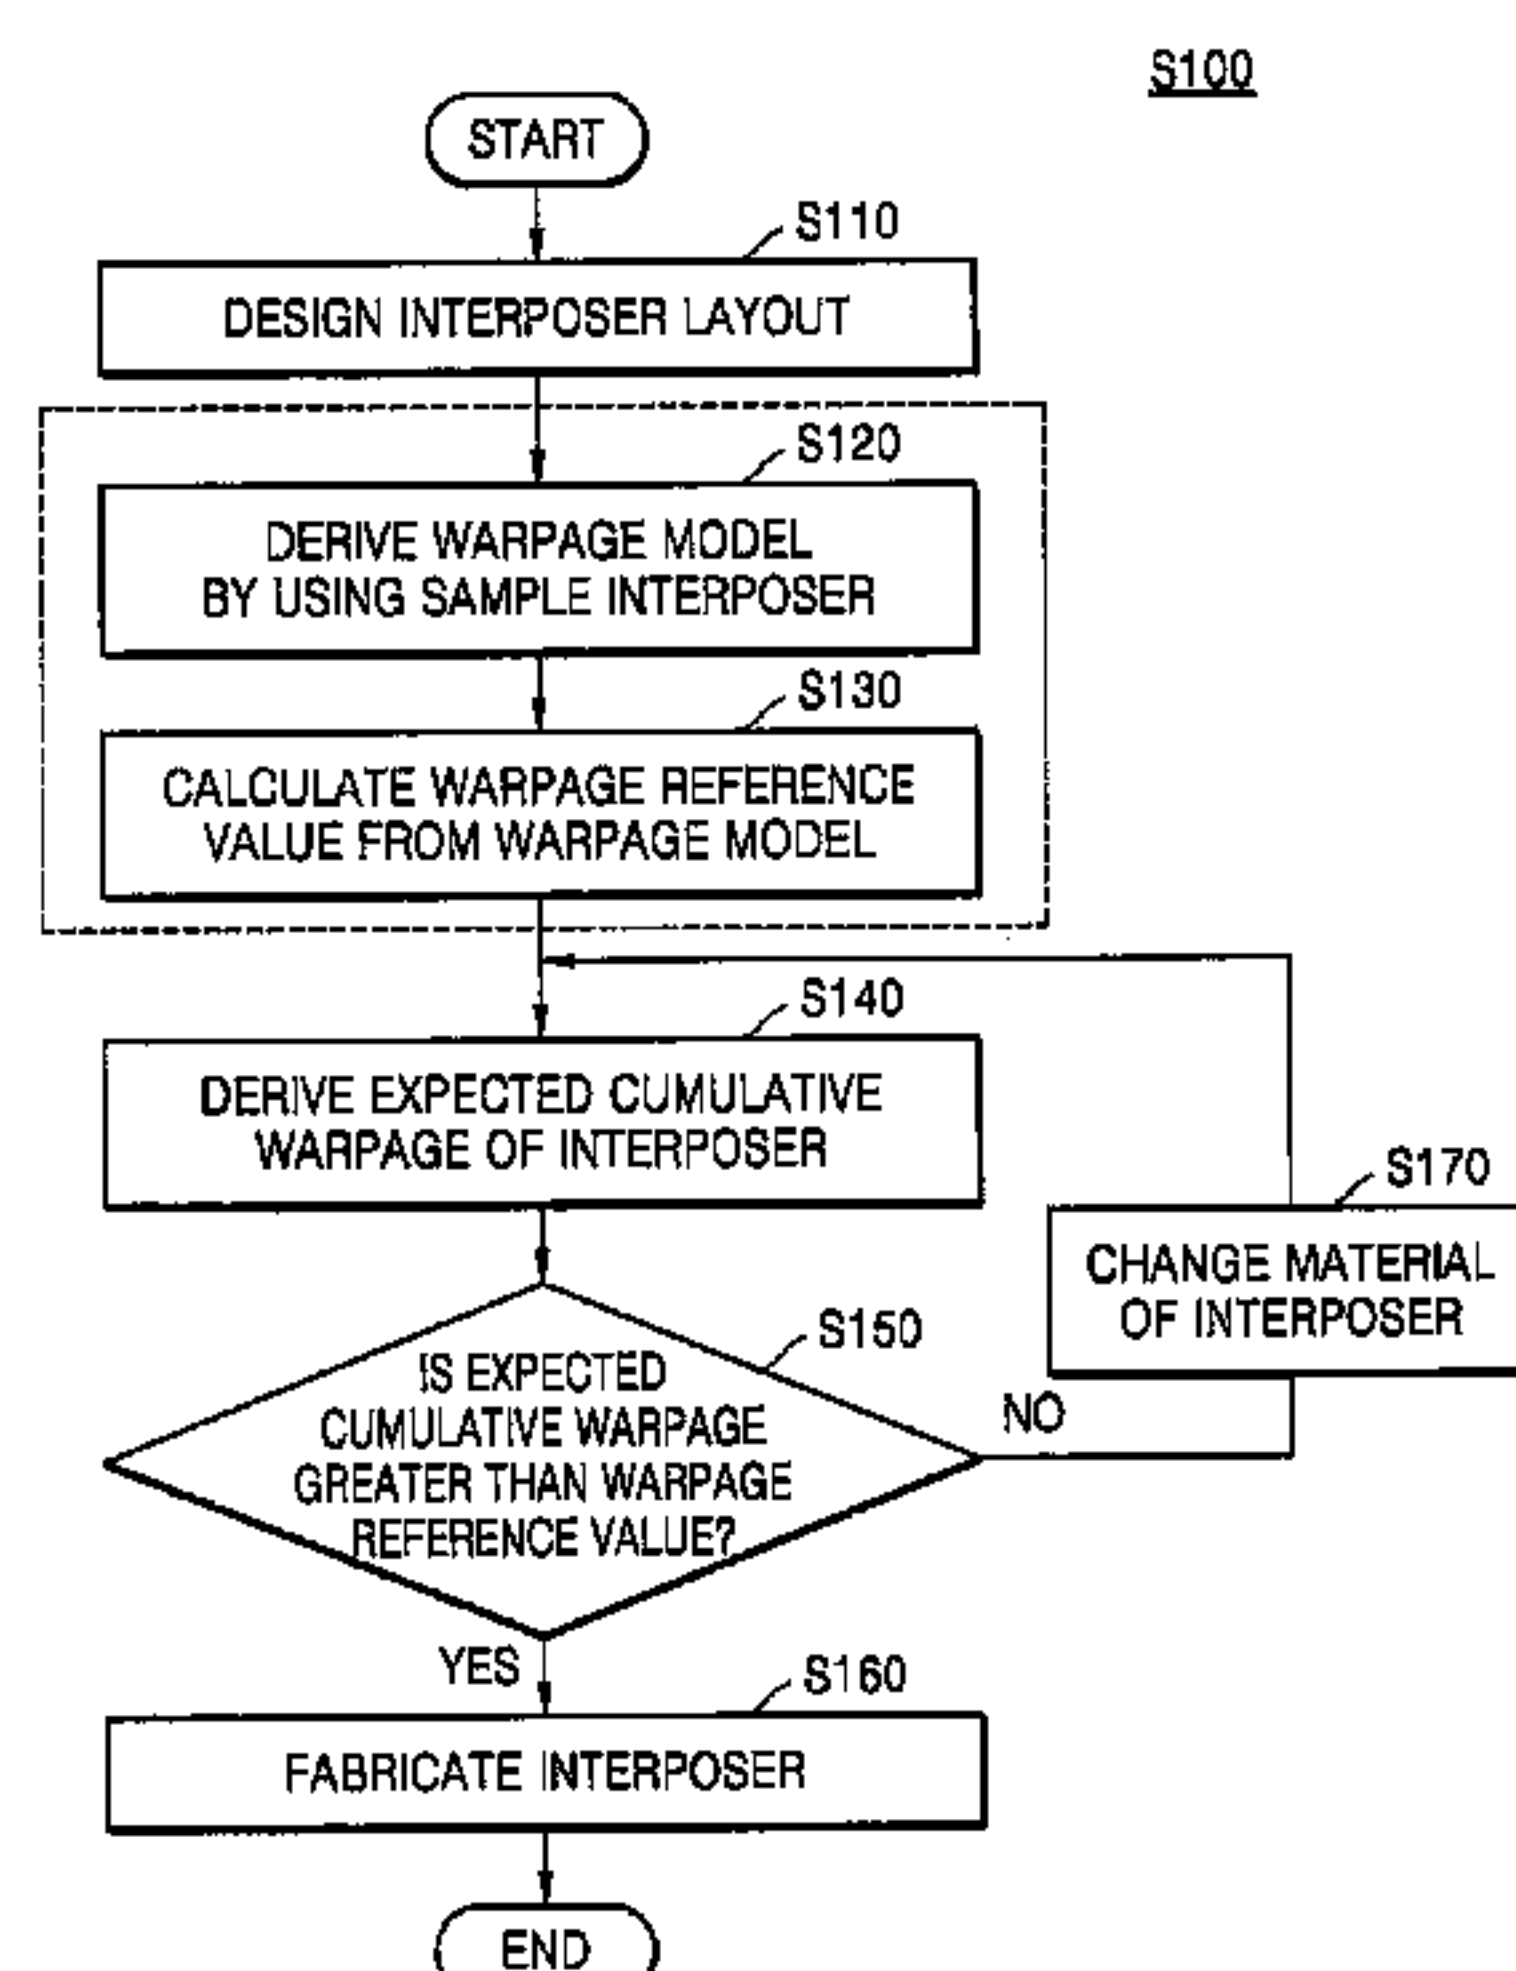 S100
START
S110
DESIGN INTERPOSER LAYOUT
S120
DERIVE WARPAGE MODEL
BY USING SAMPLE INTERPOSER
S130
CALCULATE WARPAGE REFERENCE
VALUE FROM WARPAGE MODEL
S140
DERIVE EXPECTED CUMULATIVE
WARPAGE OF INTERPOSER
S170
CHANGE MATERIAL
OF INTERPOSER
S150
IS EXPECTED
CUMULATIVE WARPAGE
GREATER THAN WARPAGE
REFERENCE VALUE?
NO
YES
S160
FABRICATE INTERPOSER
END